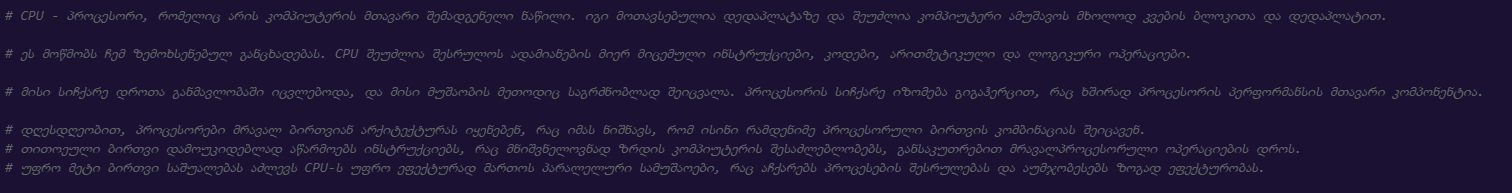 # CPU - პროცესორი, რომელიც არის კომპიუტერის მთავარი შემადგენელი ნაწილი. იგი მოთავსებულია დედაპლატაზე და შეუძლია კომპიუტერი ამუშავოს მხოლოდ კვების ბლოკითა და დედაპლატით.
# ეს მოწმობს ჩემ ზემოხსენებულ განცხადებას. CPU შეუძლია შესრულოს ადამიანების მიერ მიცემული ინსტრუქციები, კოდები, არითმეტიკული და ლოგიკური ოპერაციები.
# მისი სიჩქარე დროთა განმავლობაში იცვლებოდა, და მისი მუშაობის მეთოდიც საგრძნობლად შეიცვალა. პროცესორის სიჩქარე იზომება გიგაჰერცით, რაც ხშირად პროცესორის პერფორმანსის მთავარი კომპონენტია.
# დღესდღეობით, პროცესორები მრავალ ბირთვიან არქიტექტურას იყენებენ, რაც იმას ნიშნავს, რომ ისინი რამდენიმე პროცესორული ბირთვის კომბინაციას შეიცავენ.
# თითოეული ბირთვი დამოუკიდებლად აწარმოებს ინსტრუქციებს, რაც მნიშვნელოვნად ზრდის კომპიუტერის შესაძლებლობებს, განსაკუთრებით მრავალპროცესორული ოპერაციების დროს.
# უფრო მეტი ბირთვი საშუალებას აძლევს CPU-ს უფრო ეფექტურად მართოს პარალელური სამუშაოები, რაც აჩქარებს პროცესების შესრულებას და აუმჯობესებს ზოგად ეფექტურობას.